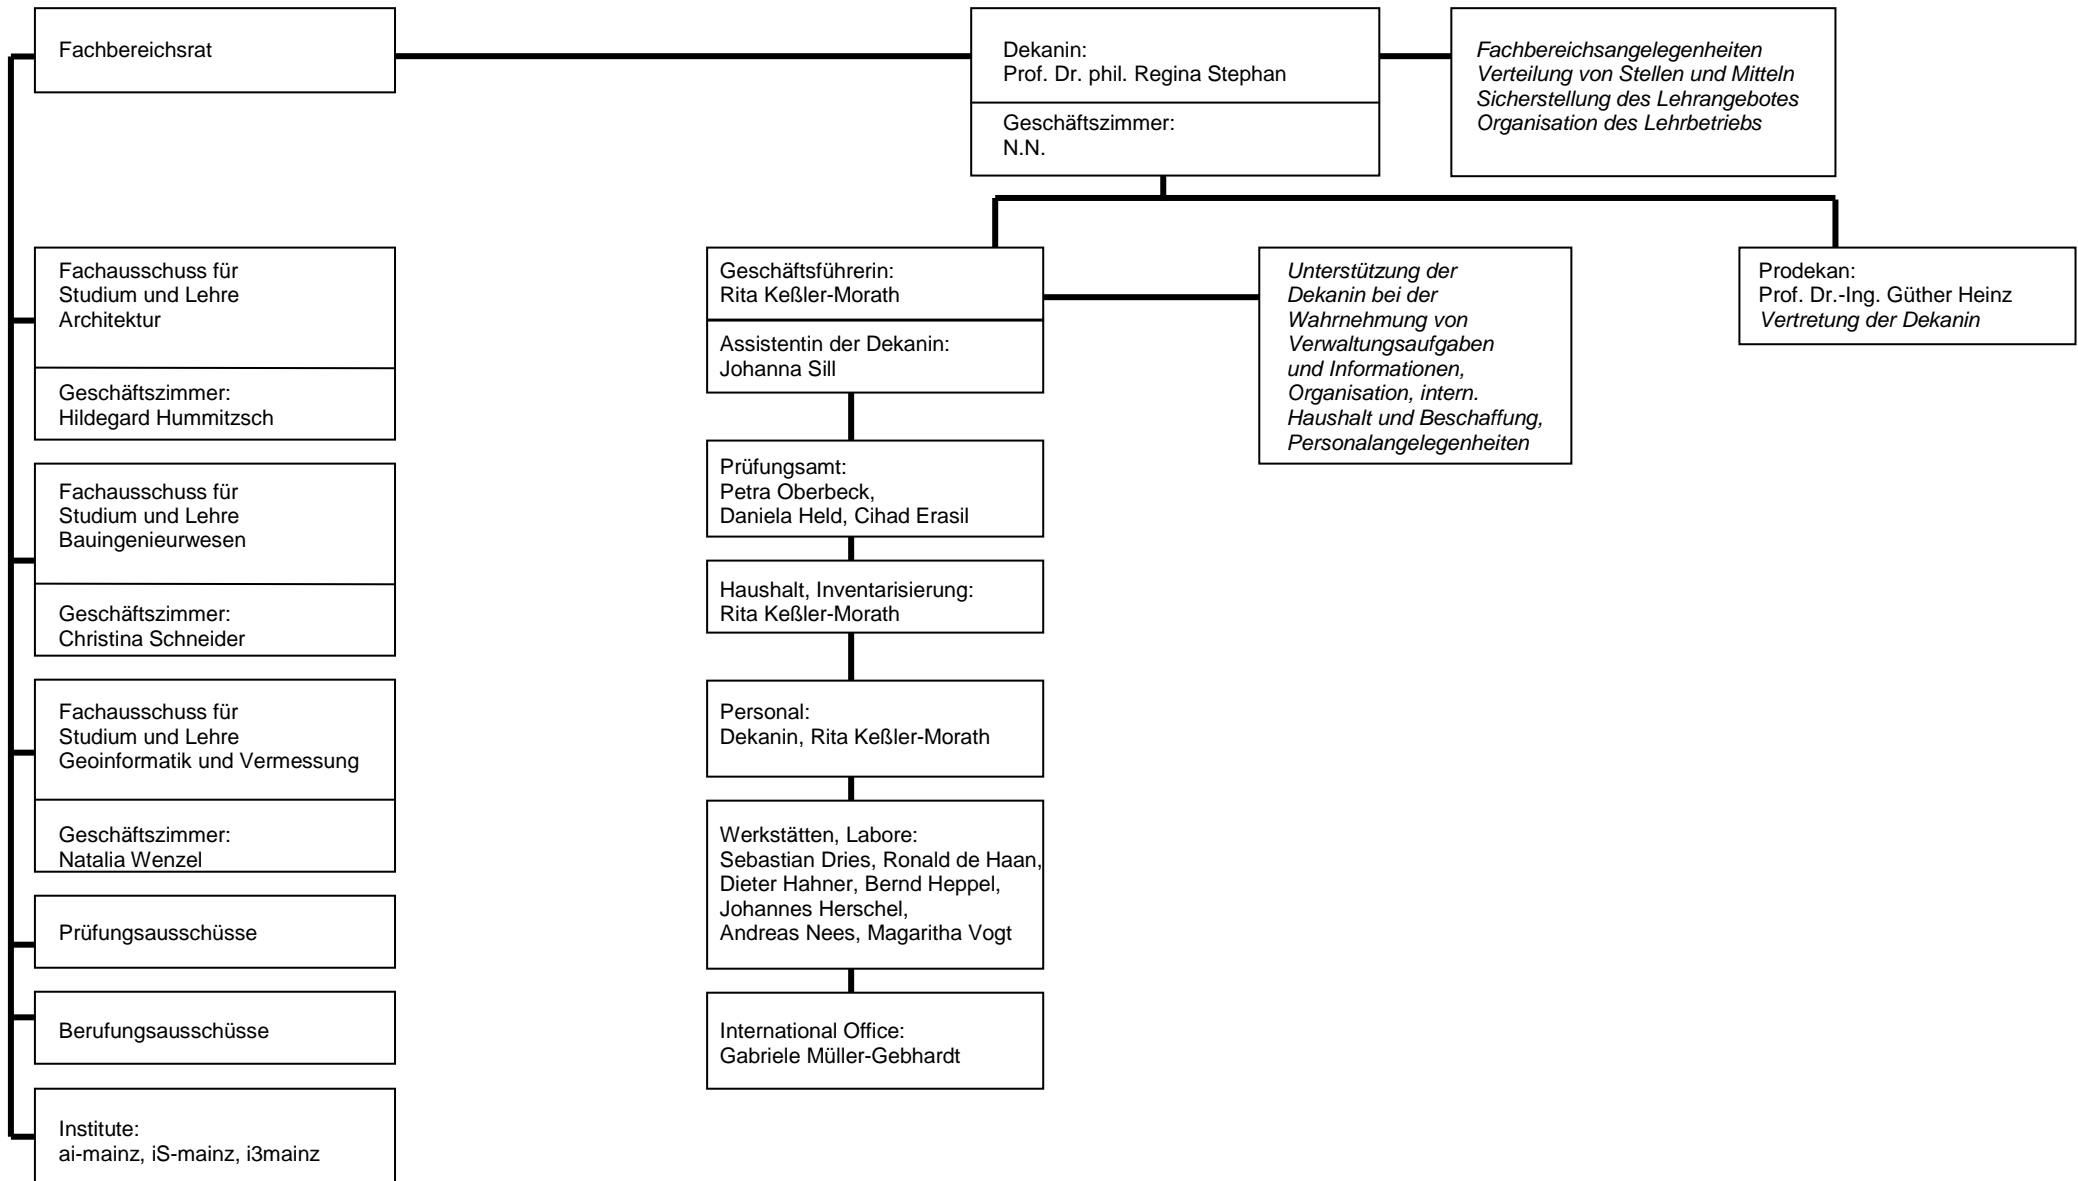 Fachbereichsrat
Dekanin:
Prof. Dr. phil. Regina Stephan
Geschäftszimmer:
N.N.
Fachbereichsangelegenheiten
Verteilung von Stellen und Mitteln
Sicherstellung des Lehrangebotes
Organisation des Lehrbetriebs
Fachausschuss für
Studium und Lehre
Architektur
Geschäftszimmer:
Hildegard Hummitzsch
Fachausschuss für
Studium und Lehre
Bauingenieurwesen
Geschäftszimmer:
Christina Schneider
Fachausschuss für
Studium und Lehre
Geoinformatik und Vermessung
Geschäftszimmer:
Natalia Wenzel
Prüfungsausschüsse
Berufungsausschüsse
Institute:
ai-mainz, iS-mainz, i3mainz
Geschäftsführerin:
Rita Keßler-Morath
Assistentin der Dekanin:
Johanna Sill
Prüfungsamt:
Petra Oberbeck,
Daniela Held, Cihad Erasil
Haushalt, Inventarisierung:
Rita Keßler-Morath
Personal:
Dekanin, Rita Keßler-Morath
Werkstätten, Labore:
Sebastian Dries, Ronald de Haan,
Dieter Hahner, Bernd Heppel,
Johannes Herschel,
Andreas Nees, Magaritha Vogt
International Office:
Gabriele Müller-Gebhardt
Unterstützung der
Dekanin bei der
Wahrnehmung von
Verwaltungsaufgaben
und Informationen,
Organisation, intern.
Haushalt und Beschaffung,
Personalangelegenheiten
Prodekan:
Prof. Dr.-Ing. Güther Heinz
Vertretung der Dekanin